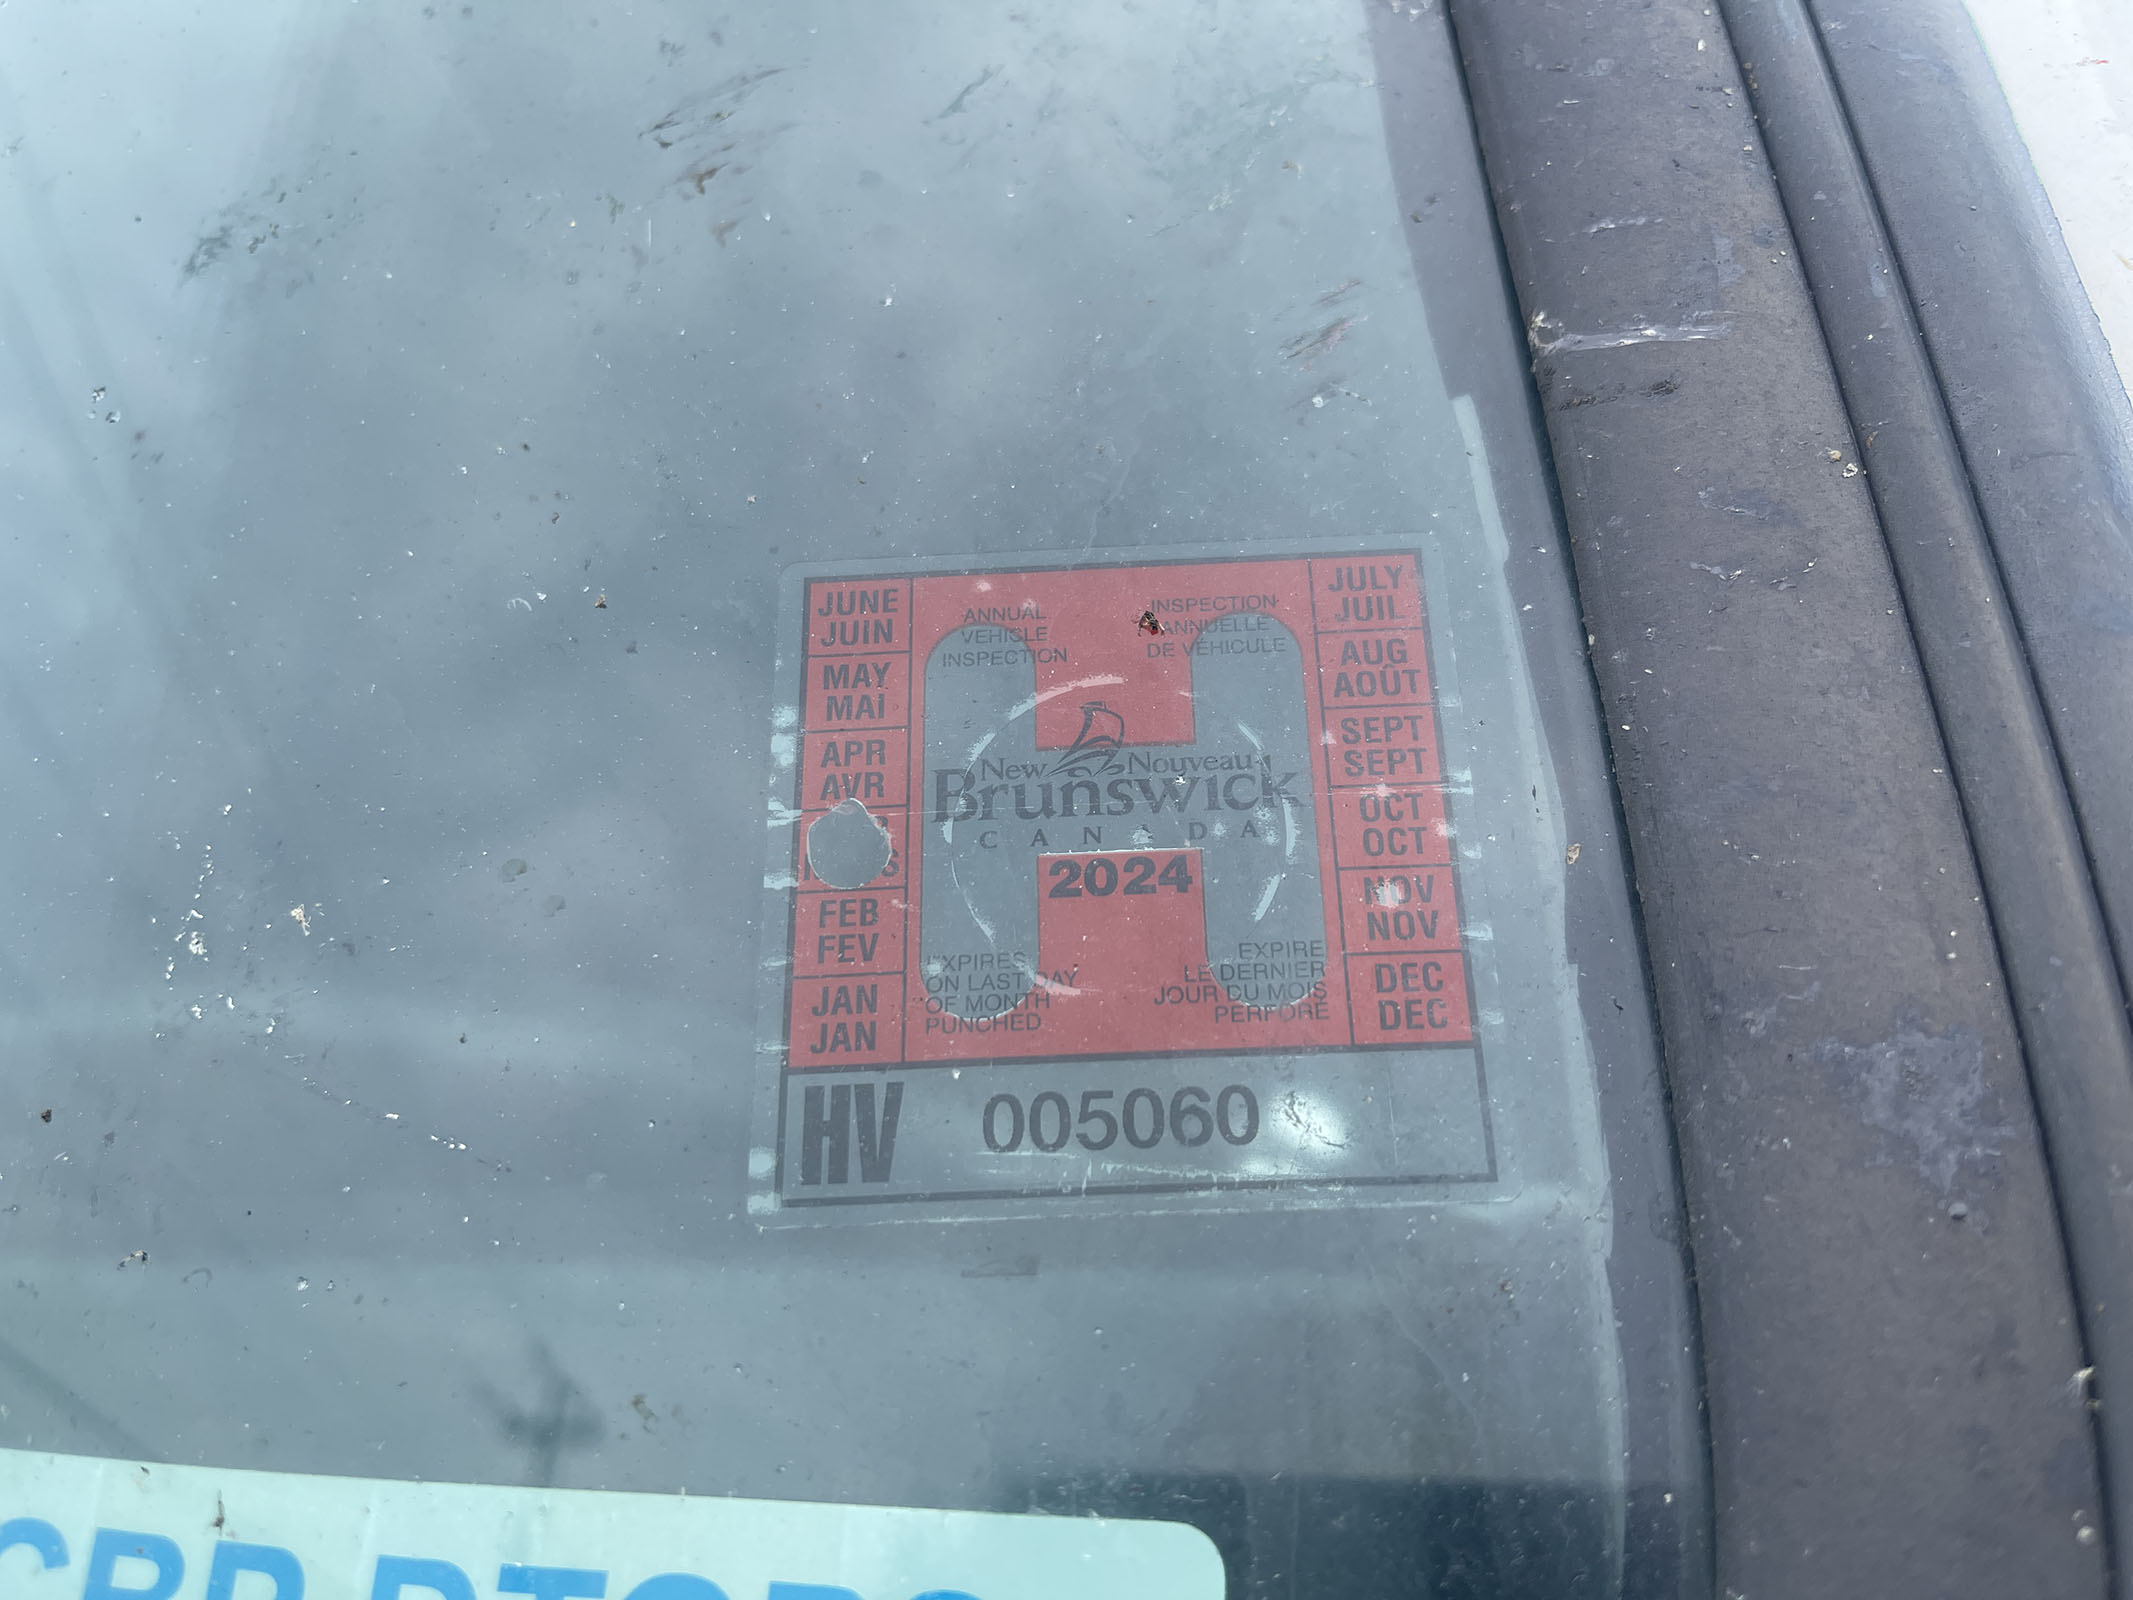 JUNE
JUIN
MAY
MAI
APR
AVR
FEB
FEV
JAN
JAN
ANNUAL
VEHICLE
INSPECTION
INSPECTION
ANNUELLE
DE VÉHICULE
New Nouveau
Brunswick
CANADA
2024
EXPIRES
ON LAST DAY
OF MONTH
PUNCHED
EXPIRE
LE DERNIER
JOUR DU MOIS
PERFORÉ
JULY
JUIL
AUG
AOÛT
SEPT
SEPT
OCT
OCT
NOV
NOV
DEC
DEC
HV 005060